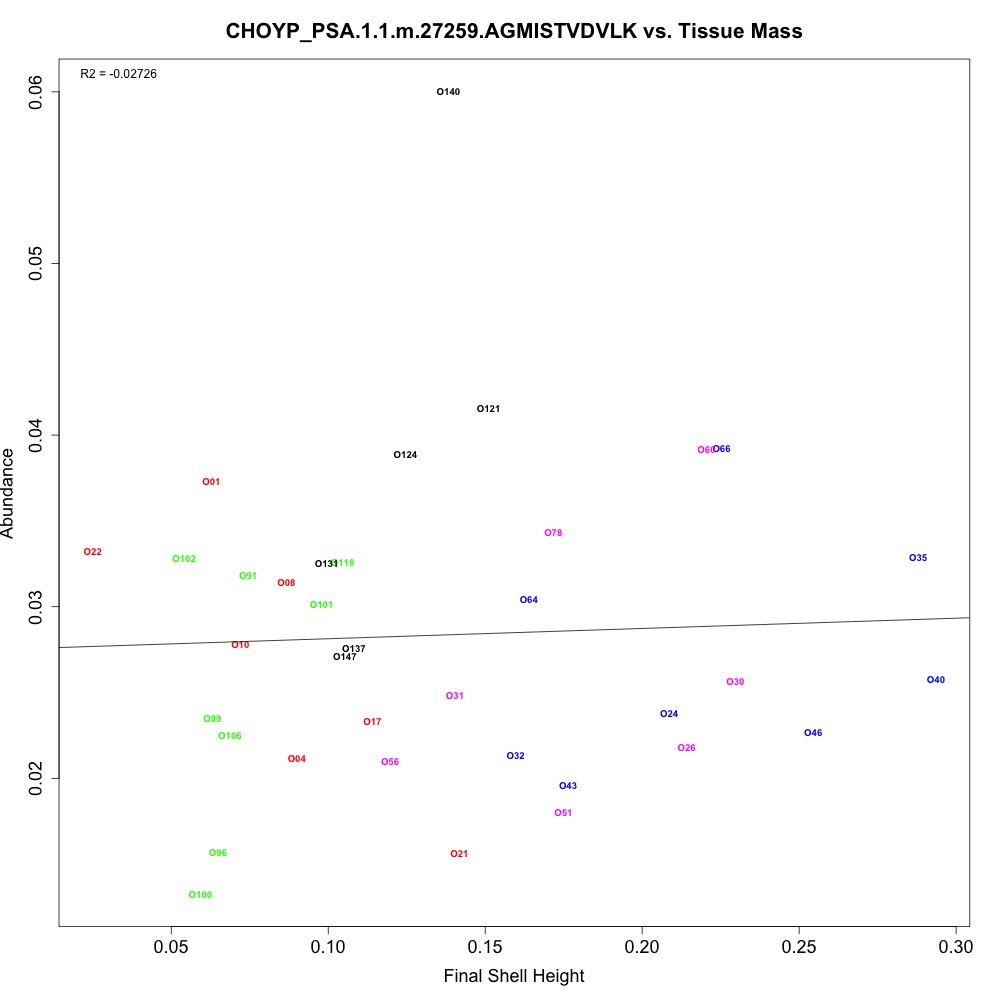 CHOYP_PSA.1.1.m.27259.AGMISTVDVLK vs. Tissue Mass
R2 = -0.02726
0.06
O140
0.05
O121
0.04
O66
O124
O01
O78
O22
O102
O35
O131
O118
O91
O08
O64
O101
0.03
O10
O137
O147
O40
O30
O31
O24
O99
O17
O46
O106
O26
O32
O04
O56
0.02
O43
O51
O96
O21
O100
0.05
0.10
0.15
0.20
0.25
0.30
Final Shell Height
Abundance